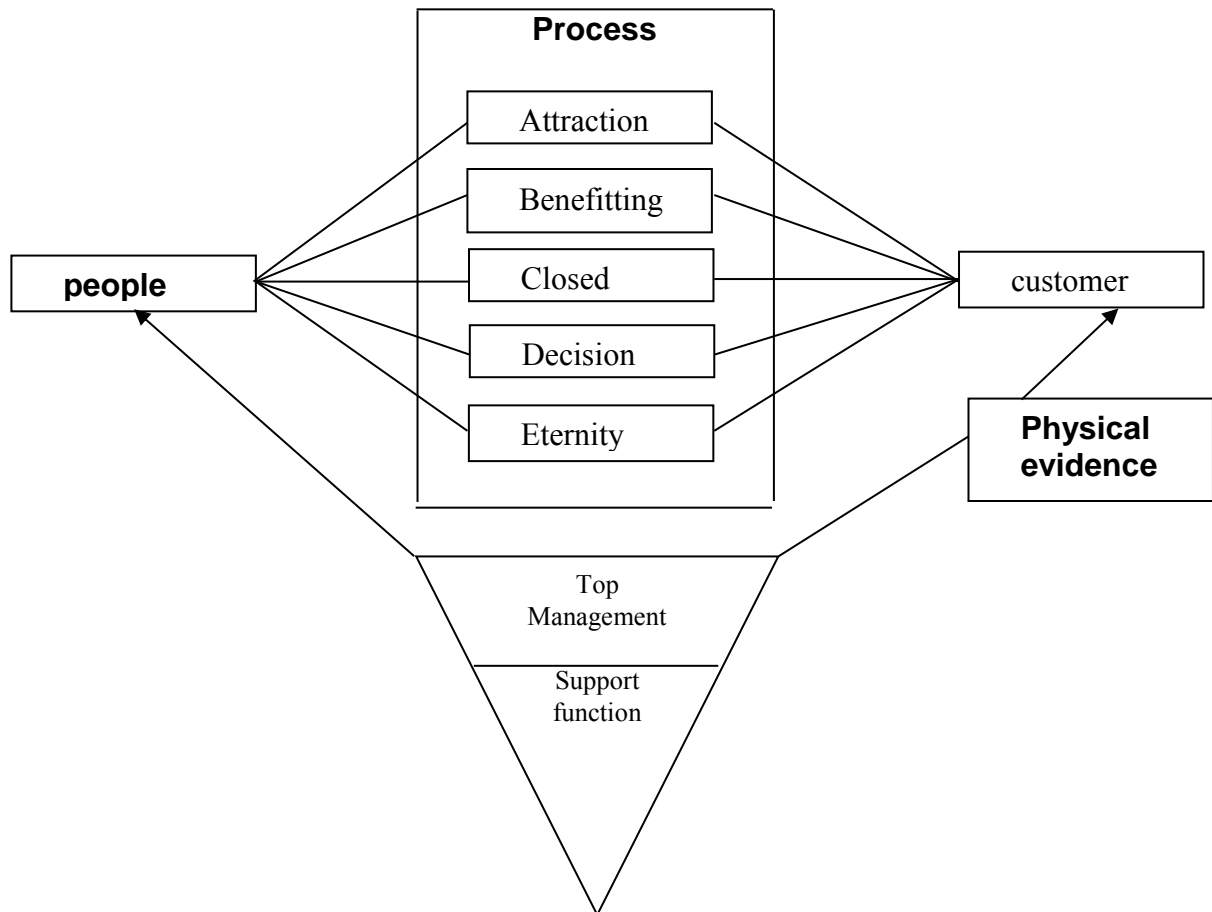 Process
Attraction
Benefitting
people
Closed
customer
Decision
Eternity
Physical
evidence
Top
Management
Support
function